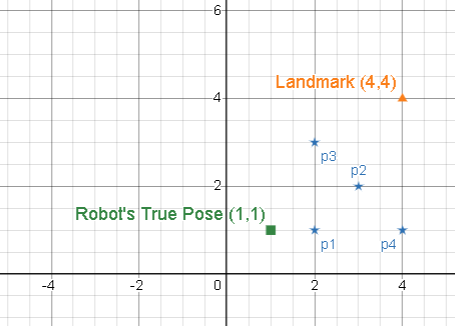 6
Landmark (4,4)
4
p3
p2
2
Robot's True Pose (1,1)
p1
p4
-4
-2
0
2
4